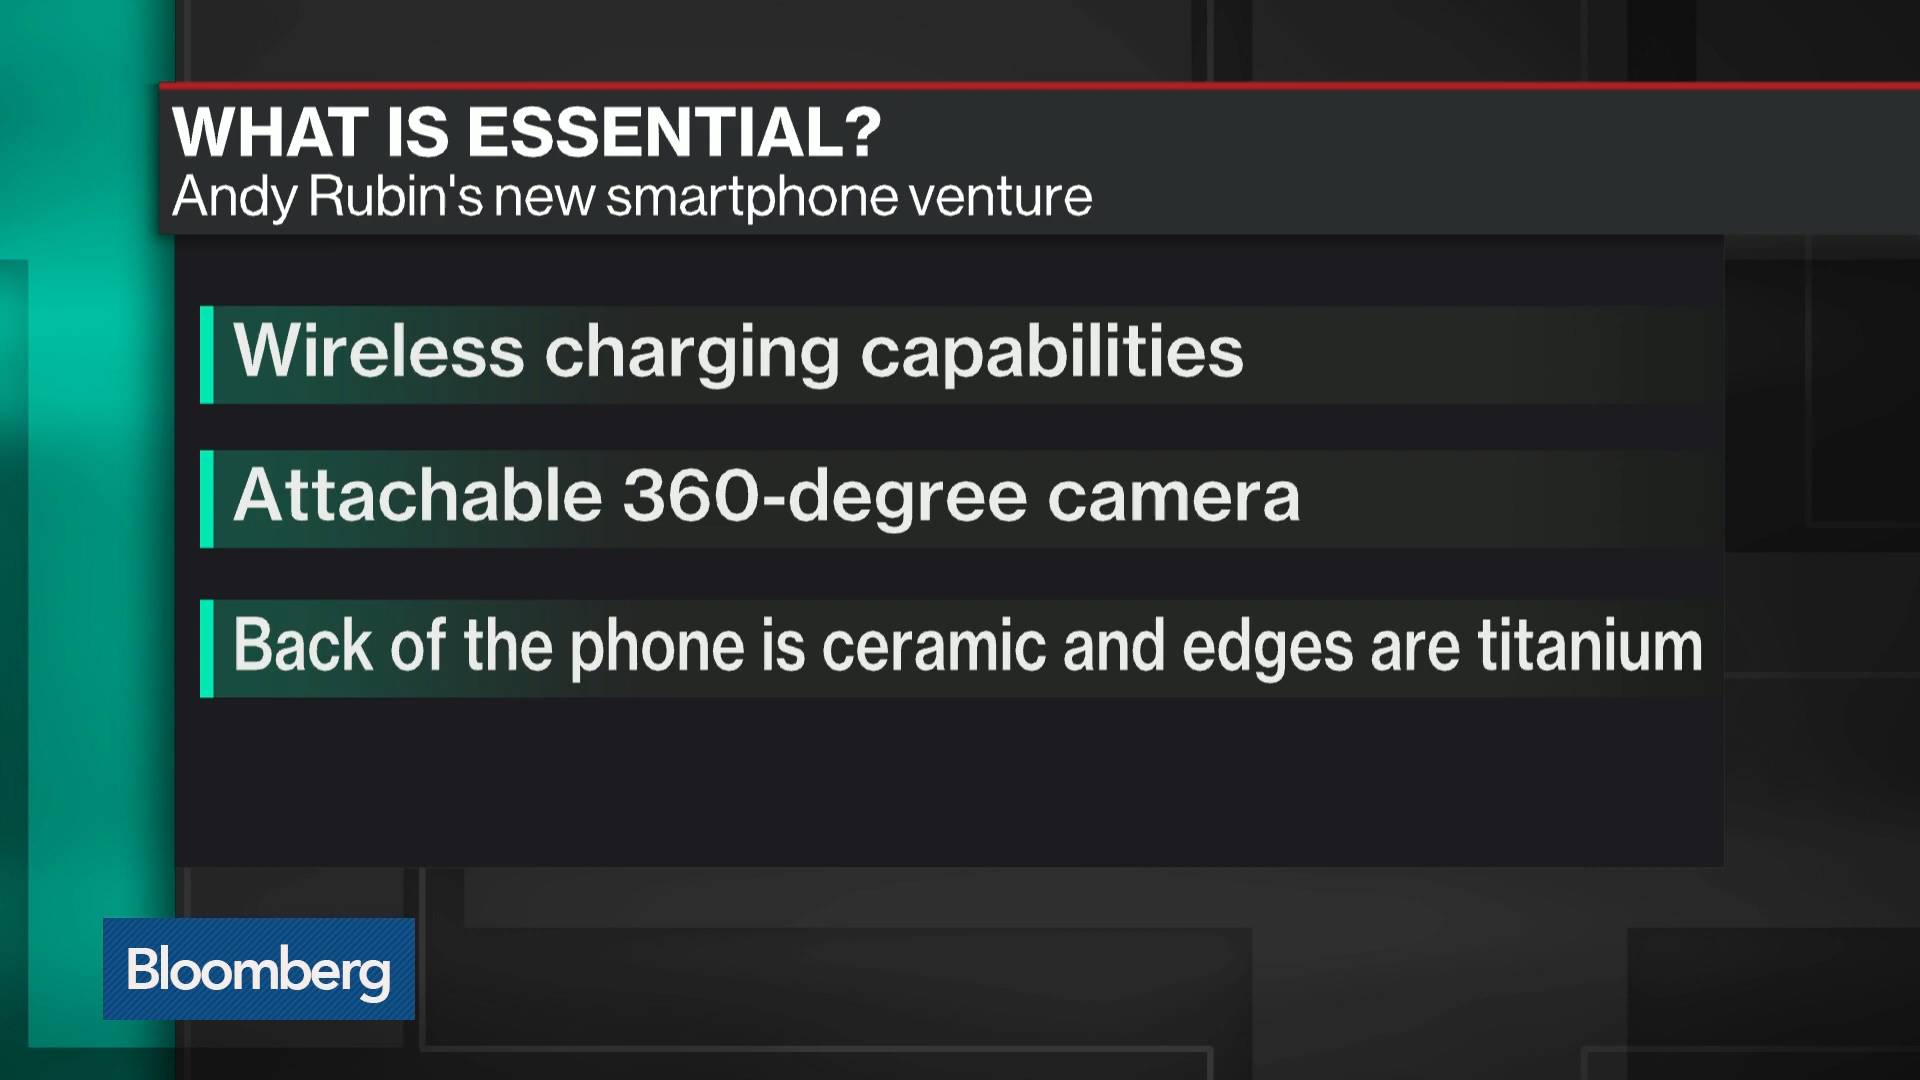 WHAT IS ESSENTIAL?
Andy Rubin's new smartphone venture
Wireless charging capabilities
Attachable 360-degree camera
Back of the phone is ceramic and edges are titanium
Bloomberg